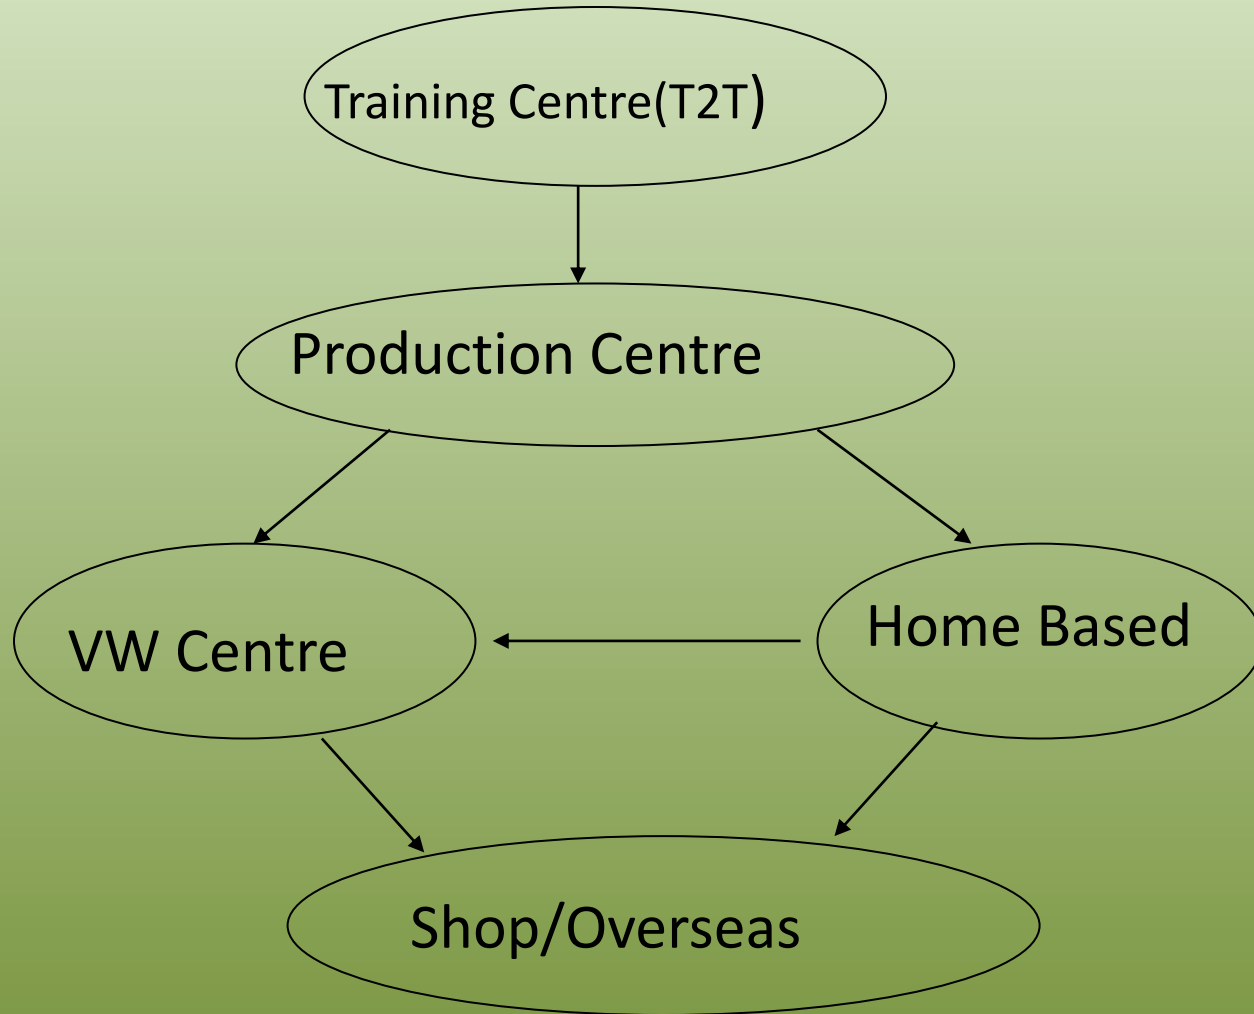 Training Centre(T2T)
Production Centre
VW Centre
Home Based
Shop/Overseas